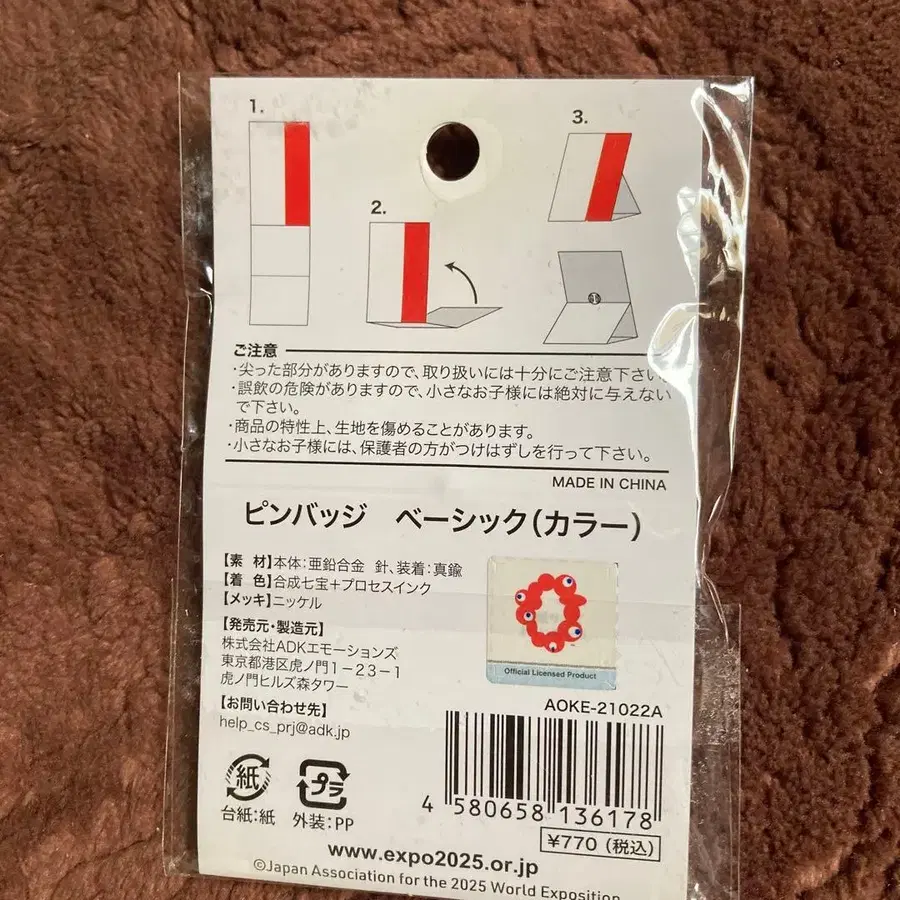 1.
2.
3.
ご注意
・尖った部分がありますので、取り扱いには十分にご注意下さい。
・誤飲の危険がありますので、小さなお子様には絶対に与えない
で下さい。
・商品の特性上、生地を傷めることがあります。
・小さなお子様には、保護者の方がつけはずしを行って下さい。
MADE IN CHINA
ピンバッジ ベーシック(カラー)
【素 材】本体:亜鉛合金 針、装着:真鍮
【着 色】合成七宝+プロセスインク
【メッキ】ニッケル
【発売元・製造元】
株式会社ADKエモーションズ
東京都港区虎ノ門1-23-1
虎ノ門ヒルズ森タワー
【お問い合わせ先】
help_cs_prj@adk.jp
Official Licensed Product
AOKE-21022A
4 580658 136178
¥770(税込)
紙
台紙:紙
プラ
外装:PP
www.expo2025.or.jp
©Japan Association for the 2025 World Exposition